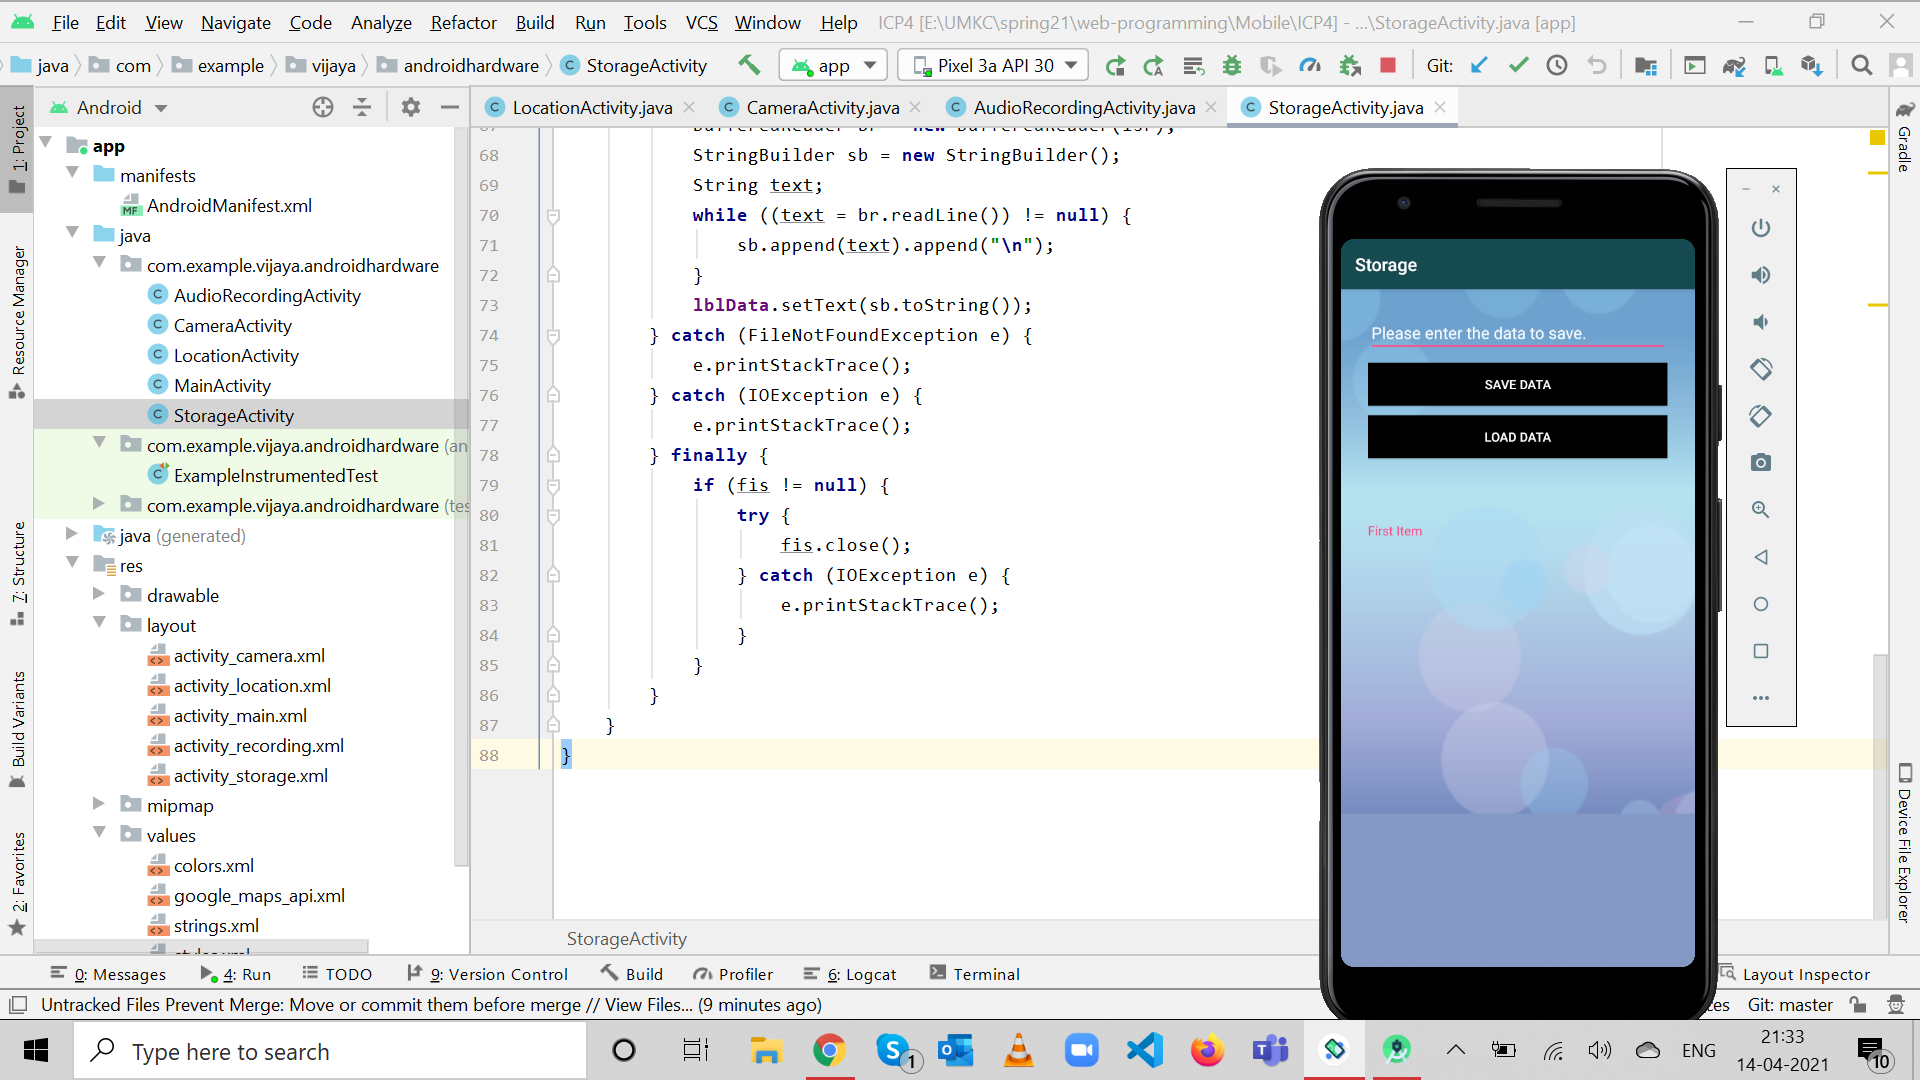 File Edit View Navigate Code Analyze Refactor Build Run Tools VCS Window Help ICP4 [E:\UMKC\spring21\web-programming\Mobile\ICP4] - ...\StorageActivity.java [app]
java com example vijaya androidhardware StorageActivity app Pixel 3a API 30 Git:
Android LocationActivity.java CameraActivity.java AudioRecordingActivity.java StorageActivity.java
1: Project
Resource Manager
7: Structure
Build Variants
2: Favorites
app
manifests
MF AndroidManifest.xml
java
com.example.vijaya.androidhardware
AudioRecordingActivity
CameraActivity
LocationActivity
MainActivity
StorageActivity
com.example.vijaya.androidhardware (an
ExampleInstrumentedTest
com.example.vijaya.androidhardware (tes
java (generated)
res
drawable
layout
activity_camera.xml
activity_location.xml
activity_main.xml
activity_recording.xml
activity_storage.xml
mipmap
values
colors.xml
google_maps_api.xml
strings.xml
67 BufferedReader br = new BufferedReader(isr);
68 StringBuilder sb = new StringBuilder();
69 String text;
70 while ((text = br.readLine()) != null) {
71 sb.append(text).append("\n");
72 }
73 lblData.setText(sb.toString());
74 } catch (FileNotFoundException e) {
75 e.printStackTrace();
76 } catch (IOException e) {
77 e.printStackTrace();
78 } finally {
79 if (fis != null) {
80 try {
81 fis.close();
82 } catch (IOException e) {
83 e.printStackTrace();
84 }
85 }
86 }
87 }
88 }
StorageActivity
Storage
Please enter the data to save.
SAVE DATA
LOAD DATA
First Item
Gradle
Device File Explorer
0: Messages 4: Run TODO 9: Version Control Build Profiler 6: Logcat Terminal Layout Inspector
Untracked Files Prevent Merge: Move or commit them before merge // View Files... (9 minutes ago) Git: master
Type here to search 1 ENG 21:33
14-04-2021 10